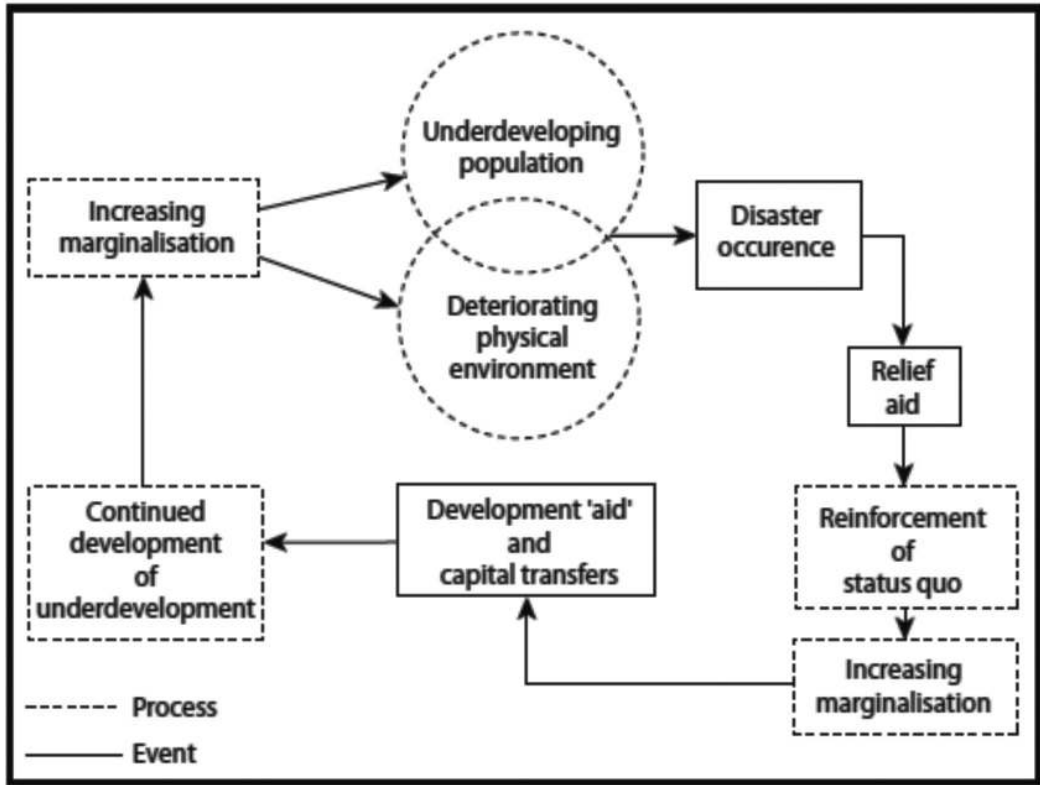 Underdeveloping
population
Increasing
marginalisation
Disaster
occurence
Deteriorating
physical
environment
Relief
aid
Continued
development
of
underdevelopment
Development 'aid'
and
capital transfers
Reinforcement
of
status quo
Increasing
marginalisation
Process
Event